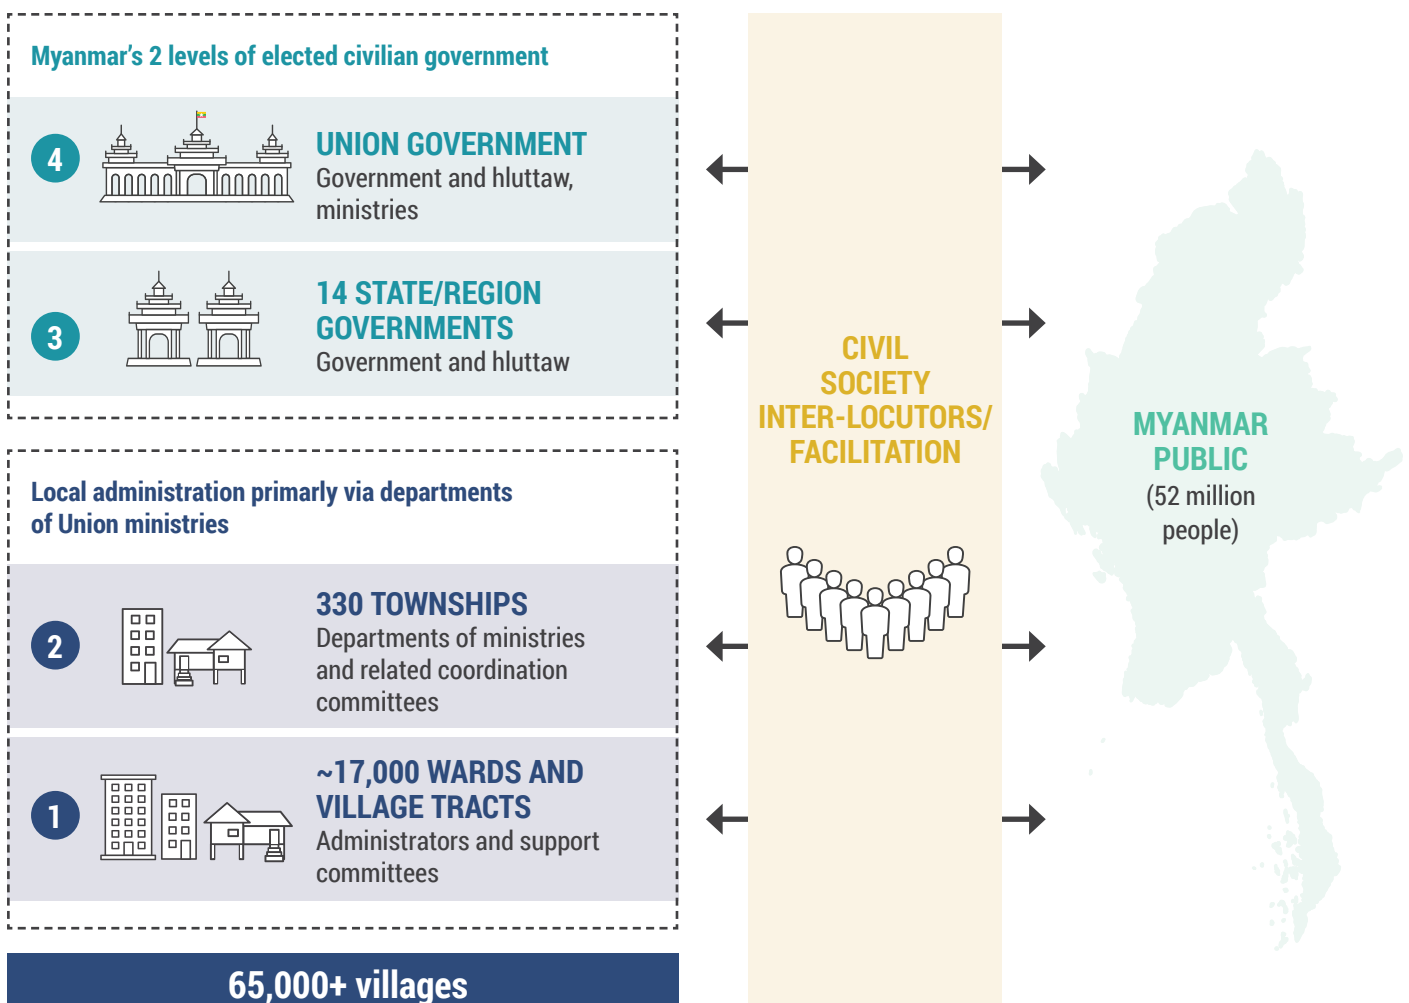 Myanmar's 2 levels of elected civilian government
4
UNION GOVERNMENT
Government and hluttaw,
ministries
3
14 STATE/REGION
GOVERNMENTS
Government and hluttaw
Local administration primarily via departments
of Union ministries
2
330 TOWNSHIPS
Departments of ministries
and related coordination
committees
1
~17,000 WARDS AND
VILLAGE TRACTS
Administrators and support
committees
65,000+ villages
CIVIL
SOCIETY
INTER-LOCUTORS/
FACILITATION
MYANMAR
PUBLIC
(52 million
people)